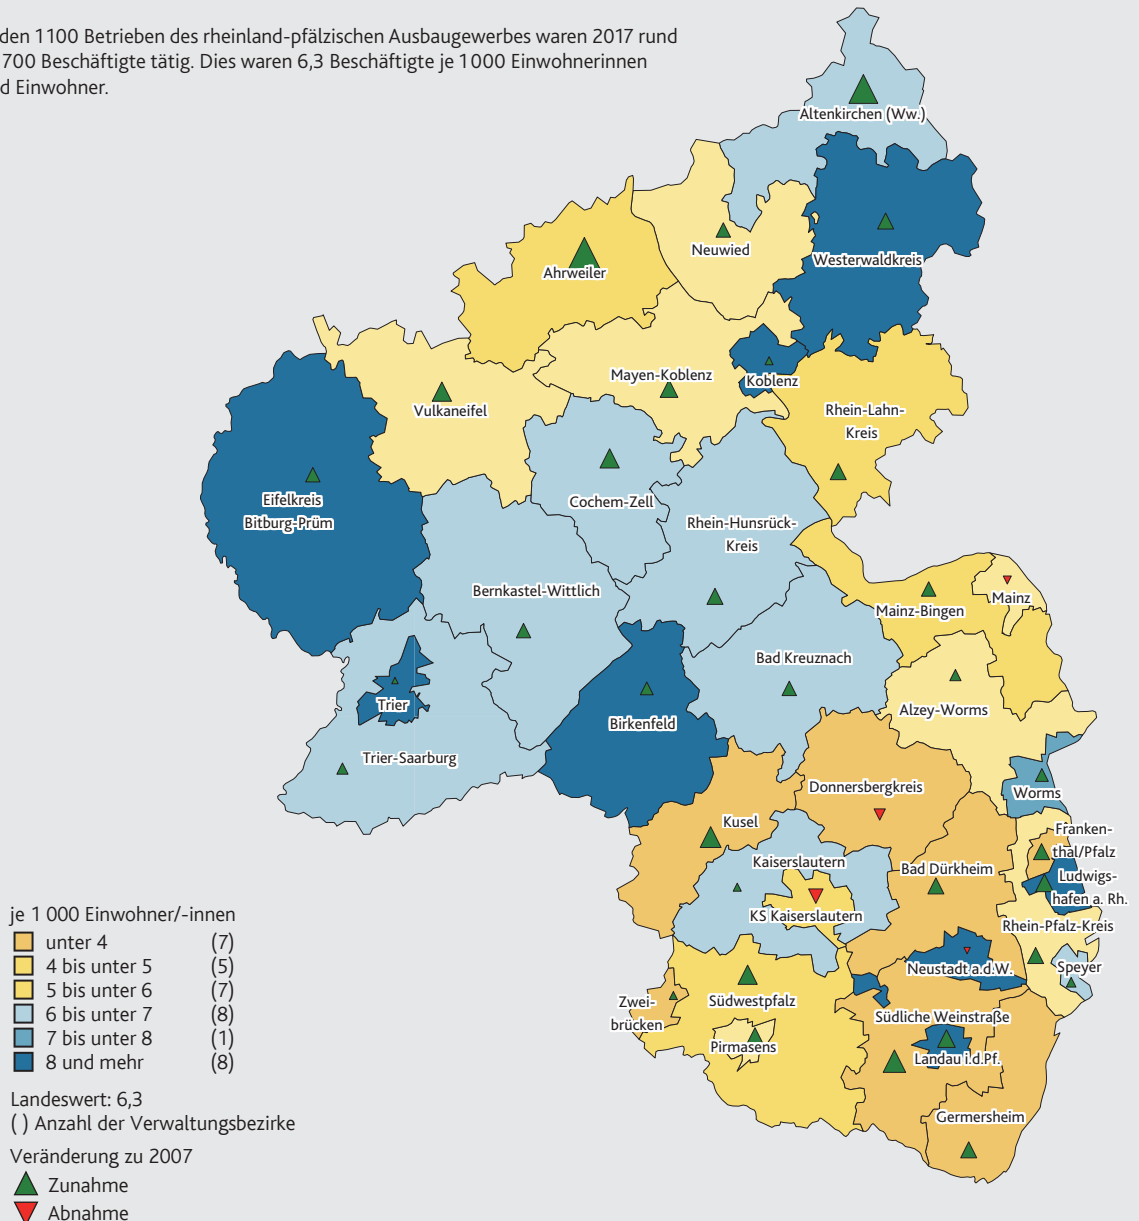 den 1100 Betrieben des rheinland-pfälzischen Ausbaugewerbes waren 2017 rund
700 Beschäftigte tätig. Dies waren 6,3 Beschäftigte je 1000 Einwohnerinnen
d Einwohner.
Altenkirchen (Ww.)
Neuwied
Westerwaldkreis
Ahrweiler
Mayen-Koblenz
Koblenz
Vulkaneifel
Rhein-Lahn-
Kreis
Eifelkreis
Bitburg-Prüm
Cochem-Zell
Rhein-Hunsrück-
Kreis
Bernkastel-Wittlich
Mainz-Bingen
Mainz
Bad Kreuznach
Trier
Birkenfeld
Alzey-Worms
Trier-Saarburg
Donnersbergkreis
Worms
Kusel
Franken-
thal/Pfalz
Kaiserslautern
Bad Dürkheim
Ludwigs-
hafen a. Rh.
KS Kaiserslautern
Rhein-Pfalz-Kreis
Neustadt a.d.W.
Speyer
Zwei-
brücken
Südwestpfalz
Südliche Weinstraße
Pirmasens
Landau i.d.Pf.
Germersheim
je 1 000 Einwohner/-innen
unter 4 (7)
4 bis unter 5 (5)
5 bis unter 6 (7)
6 bis unter 7 (8)
7 bis unter 8 (1)
8 und mehr (8)
Landeswert: 6,3
( ) Anzahl der Verwaltungsbezirke
Veränderung zu 2007
Zunahme
Abnahme